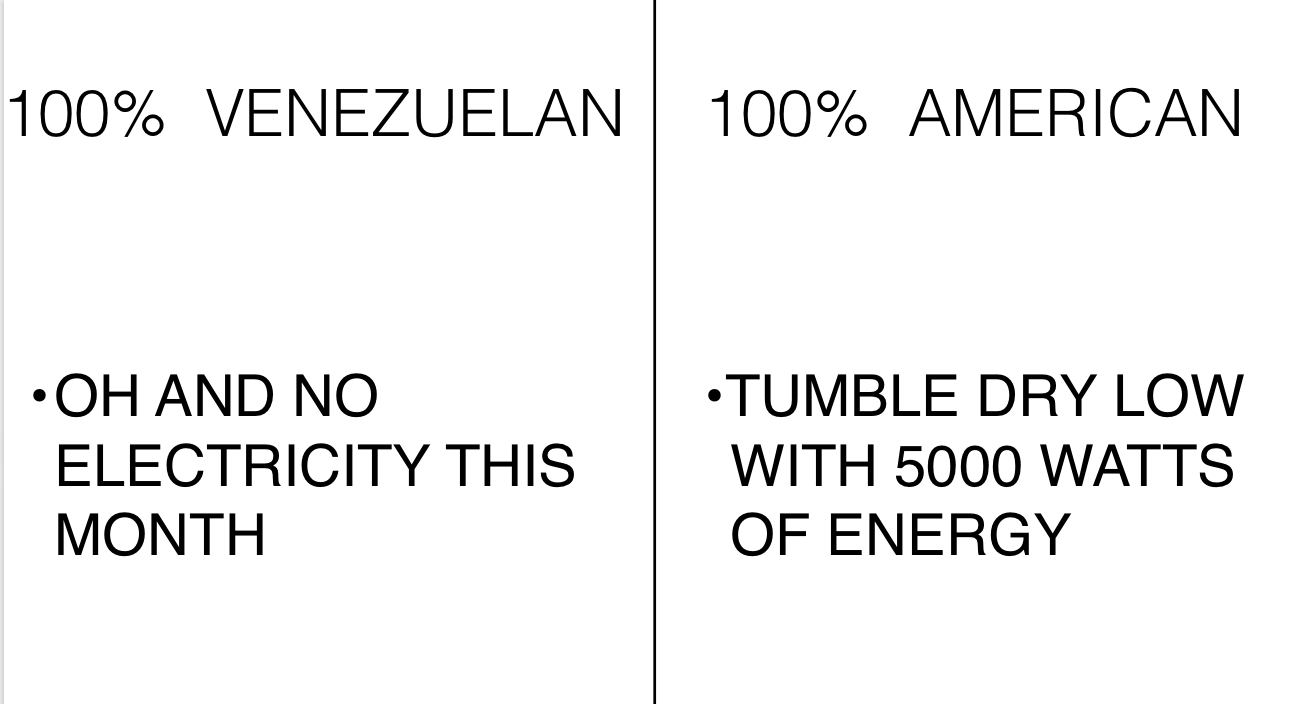 100% VENEZUELAN
•OH AND NO
ELECTRICITY THIS
MONTH
100% AMERICAN
•TUMBLE DRY LOW
WITH 5000 WATTS
OF ENERGY